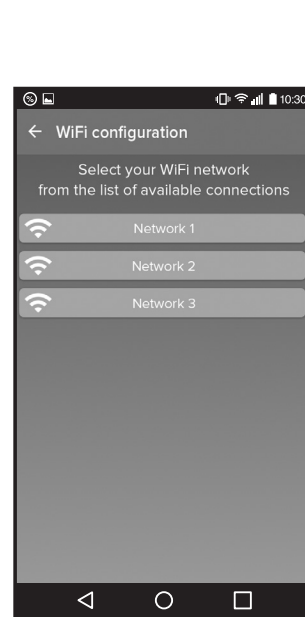 10:30
WiFi configuration
Select your WiFi network
from the list of available connections
Network 1
Network 2
Network 3